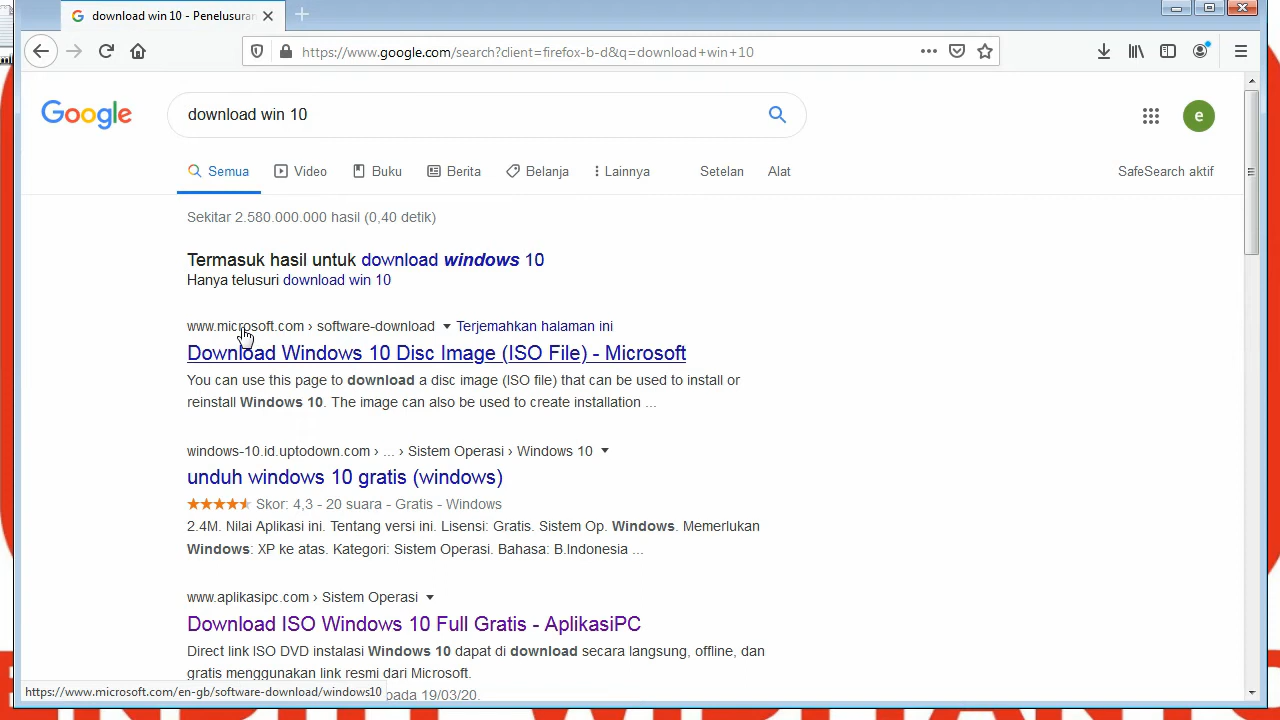 download win 10 - Penelusuran
https://www.google.com/search?client=firefox-b-d&q=download+win+10
Google
download win 10
e
Semua
Video
Buku
Berita
Belanja
Lainnya
Setelan
Alat
SafeSearch aktif
Sekitar 2.580.000.000 hasil (0,40 detik)
Termasuk hasil untuk download windows 10
Hanya telusuri download win 10
www.microsoft.com › software-download Terjemahkan halaman ini
Download Windows 10 Disc Image (ISO File) - Microsoft
You can use this page to download a disc image (ISO file) that can be used to install or
reinstall Windows 10. The image can also be used to create installation ...
windows-10.id.uptodown.com › ... › Sistem Operasi › Windows 10
unduh windows 10 gratis (windows)
Skor: 4,3 - 20 suara - Gratis - Windows
2.4M. Nilai Aplikasi ini. Tentang versi ini. Lisensi: Gratis. Sistem Op. Windows. Memerlukan
Windows: XP ke atas. Kategori: Sistem Operasi. Bahasa: B.Indonesia ...
www.aplikasipc.com › Sistem Operasi
Download ISO Windows 10 Full Gratis - AplikasiPC
Direct link ISO DVD instalasi Windows 10 dapat di download secara langsung, offline, dan
gratis menggunakan link resmi dari Microsoft.
pada 19/03/20.
https://www.microsoft.com/en-gb/software-download/windows10